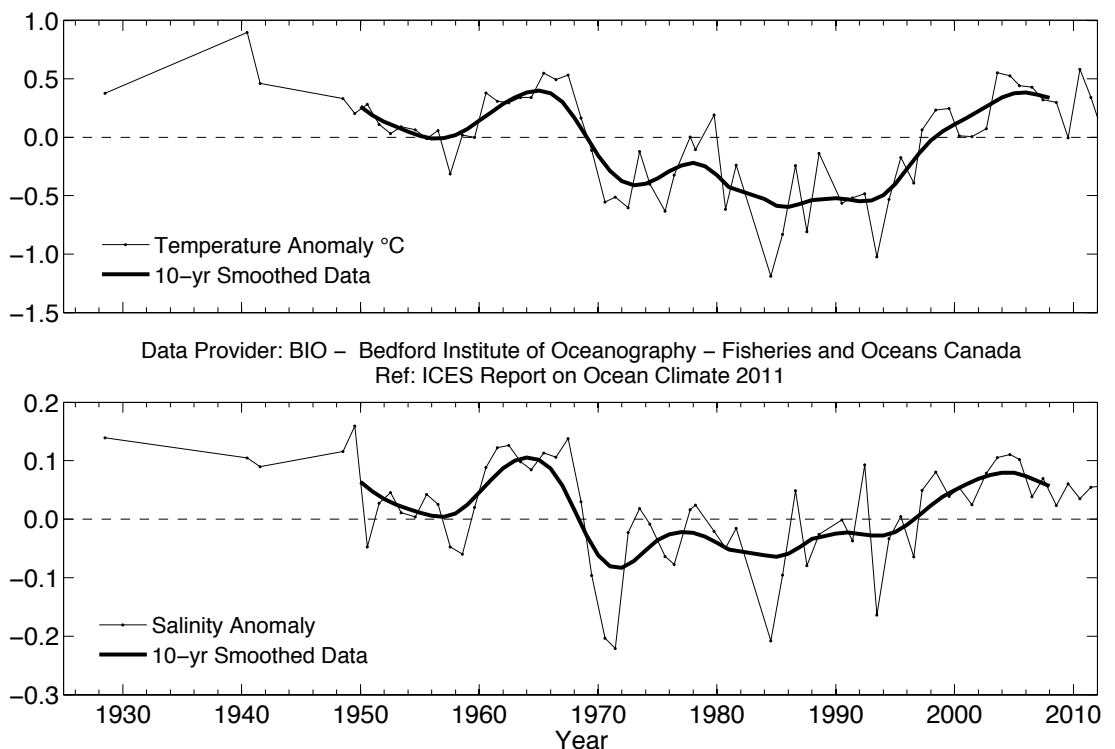 1.0
0.5
0.0
−0.5
−1.0
−1.5
Temperature Anomaly °C
10−yr Smoothed Data
Data Provider: BIO − Bedford Institute of Oceanography − Fisheries and Oceans Canada
Ref: ICES Report on Ocean Climate 2011
0.2
0.1
0.0
−0.1
−0.2
−0.3
Salinity Anomaly
10−yr Smoothed Data
1930 1940 1950 1960 1970 1980 1990 2000 2010
Year